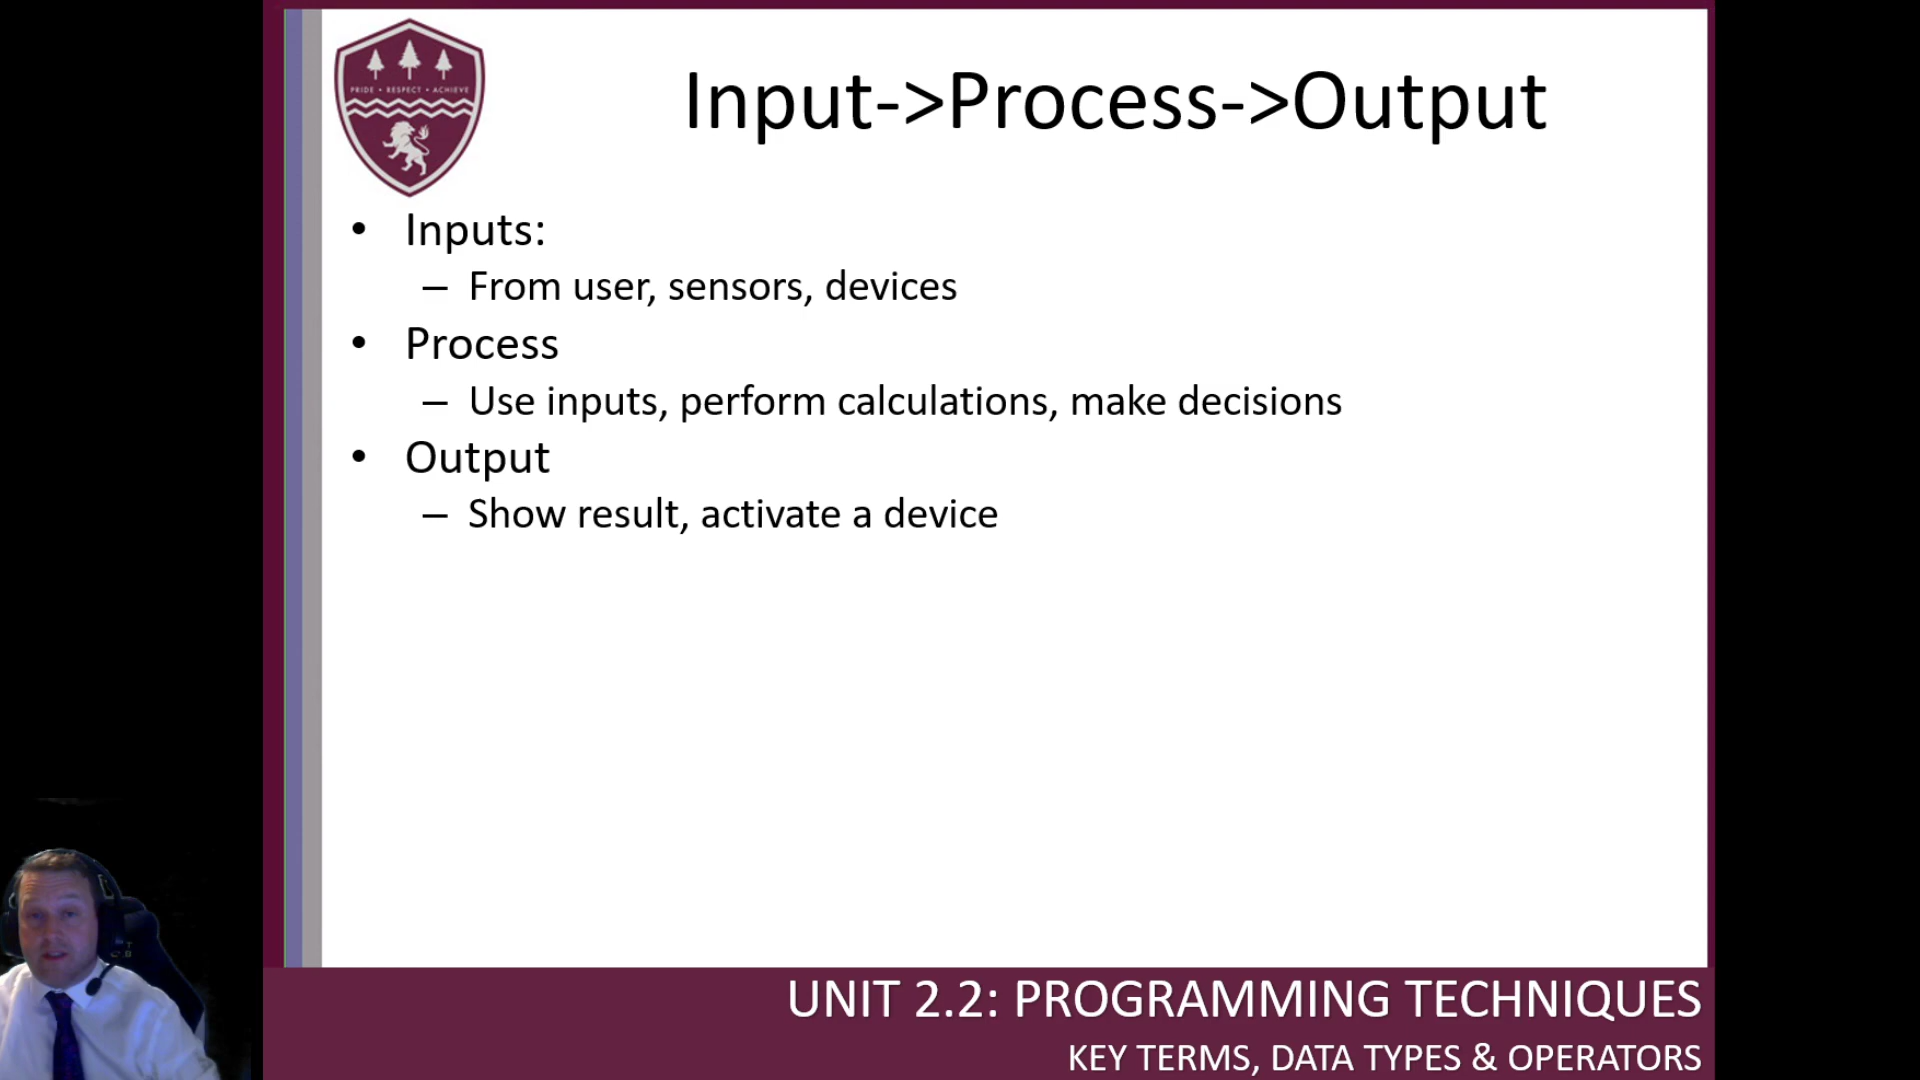 PRIDE • RESPECT • ACHIEVE
Input->Process->Output
• Inputs:
– From user, sensors, devices
• Process
– Use inputs, perform calculations, make decisions
• Output
– Show result, activate a device
UNIT 2.2: PROGRAMMING TECHNIQUES
KEY TERMS, DATA TYPES & OPERATORS